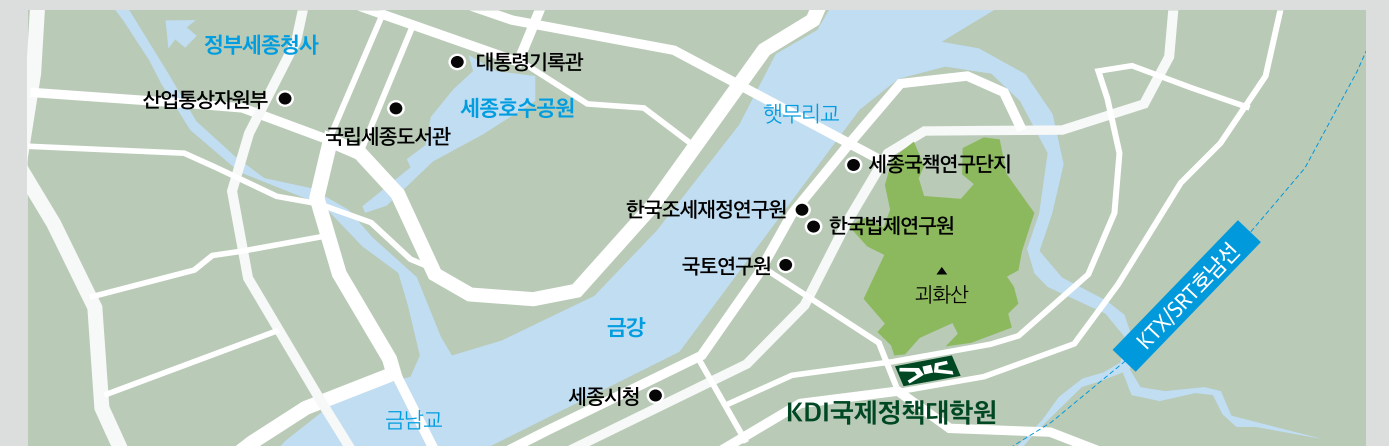 정부세종청사
대통령기록관
산업통상자원부
세종호수공원
햇무리교
국립세종도서관
세종국책연구단지
한국조세재정연구원
한국법제연구원
국토연구원
괴화산
KTX/SRT호남선
금강
세종시청
KDI국제정책대학원
금남교